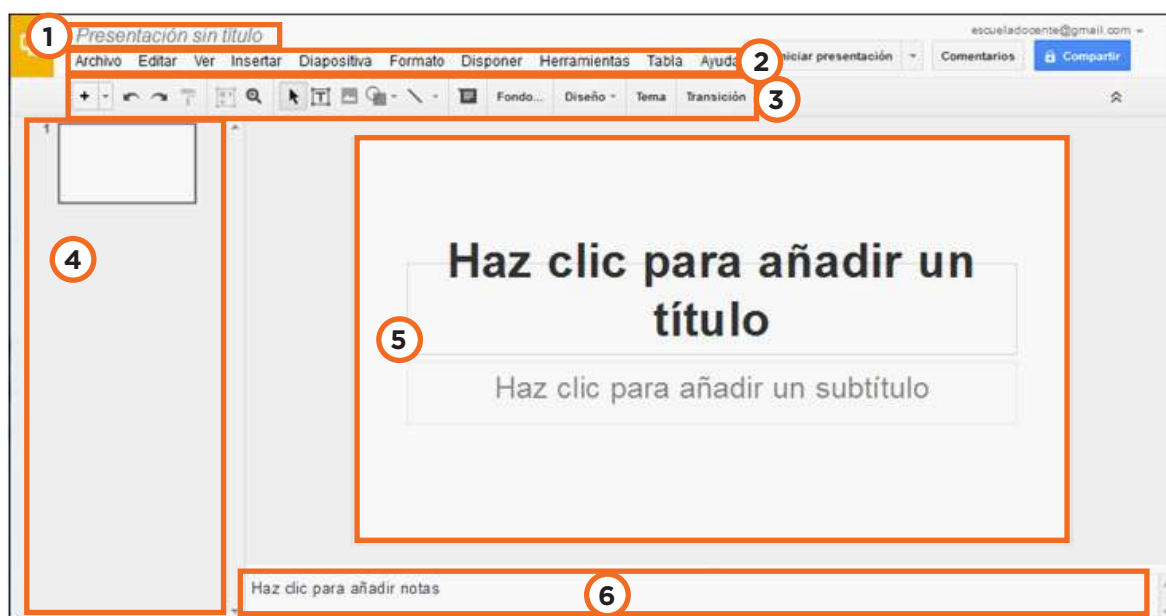 1
Presentación sin título
escueladocente@gmail.com
Archivo Editar Ver Insertar Diapositiva Formato Disponer Herramientas Tabla Ayuda
2
niciar presentación
Comentarios
Compartir
Fondo... Diseño Tema Transición
3
1
4
Haz clic para añadir un
título
5
Haz clic para añadir un subtítulo
Haz clic para añadir notas
6